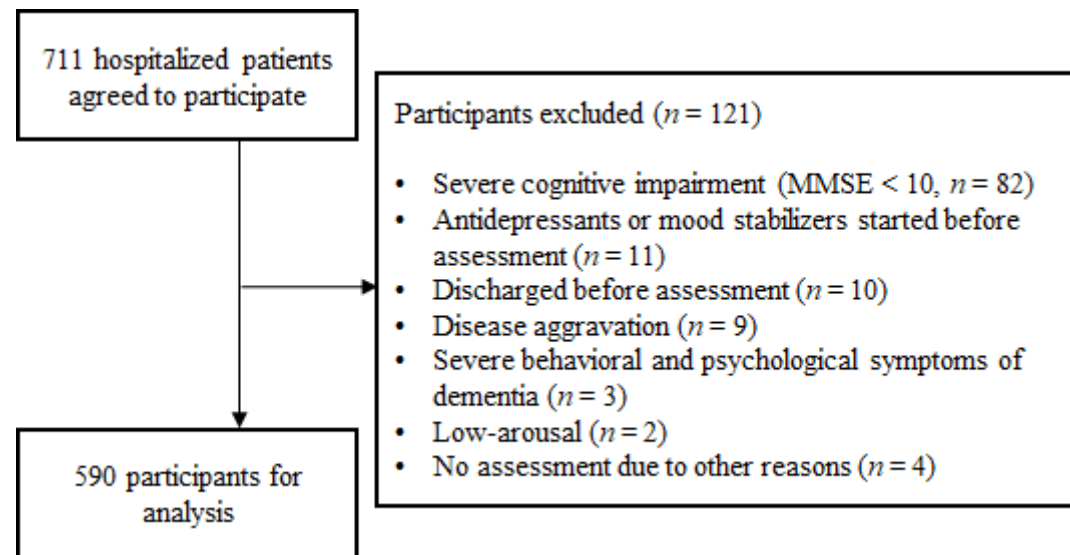 711 hospitalized patients
agreed to participate
Participants excluded (n = 121)
• Severe cognitive impairment (MMSE < 10, n = 82)
• Antidepressants or mood stabilizers started before
assessment (n = 11)
• Discharged before assessment (n = 10)
• Disease aggravation (n = 9)
• Severe behavioral and psychological symptoms of
dementia (n = 3)
• Low-arousal (n = 2)
• No assessment due to other reasons (n = 4)
590 participants for
analysis